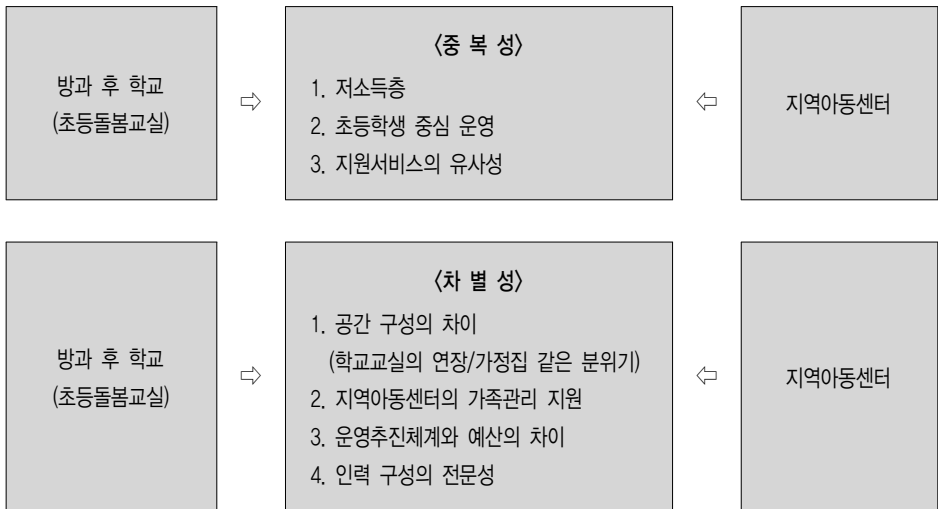 방과 후 학교
(초등돌봄교실)
⇨
〈중 복 성〉
1. 저소득층
2. 초등학생 중심 운영
3. 지원서비스의 유사성
⇦
지역아동센터
방과 후 학교
(초등돌봄교실)
⇨
〈차 별 성〉
1. 공간 구성의 차이
(학교교실의 연장/가정집 같은 분위기)
2. 지역아동센터의 가족관리 지원
3. 운영추진체계와 예산의 차이
4. 인력 구성의 전문성
⇦
지역아동센터